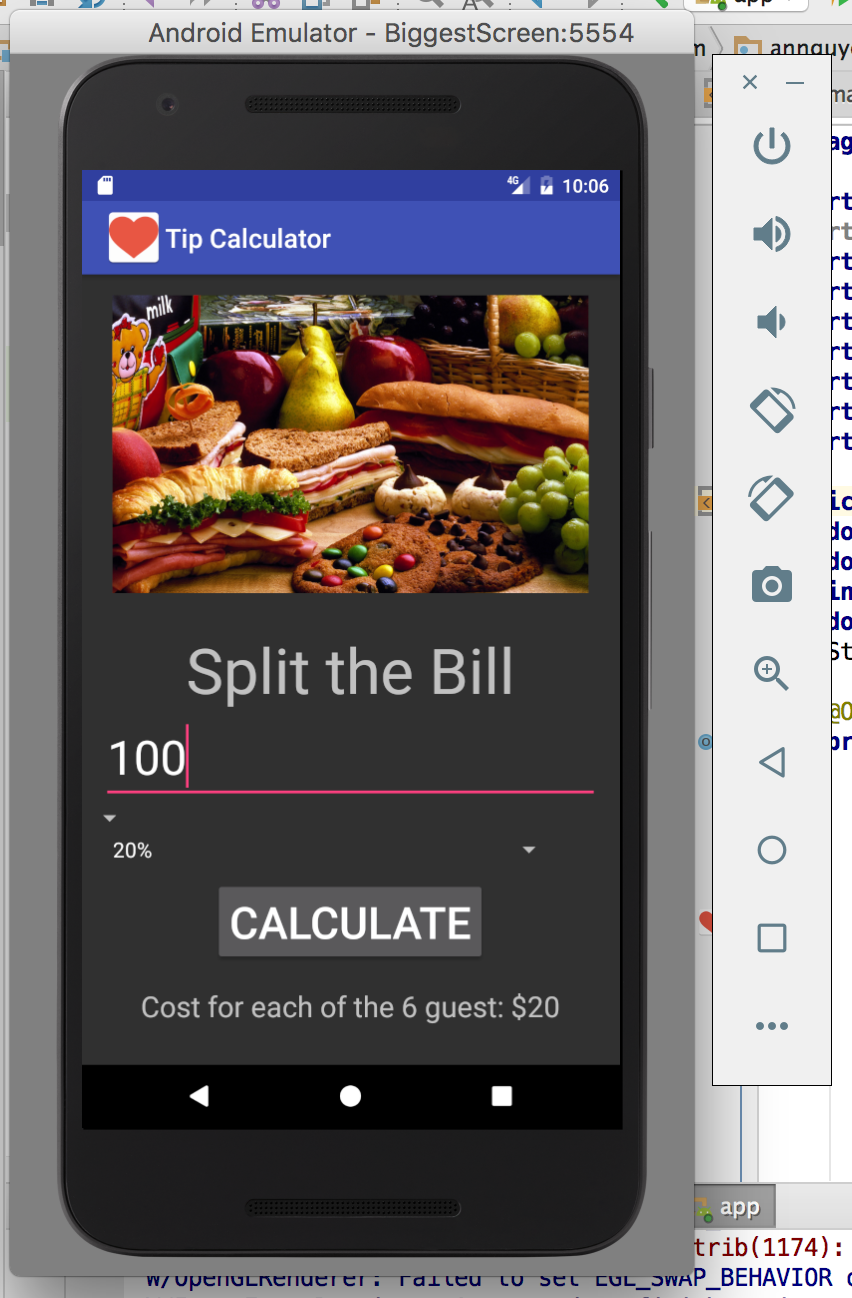 app
Android Emulator - BiggestScreen:5554
annguye
4G 10:06
Tip Calculator
milk
Split the Bill
100
20%
CALCULATE
Cost for each of the 6 guest: $20
app
trib(1174):
W/OpenGLRenderer: Failed to set EGL_SWAP_BEHAVIOR